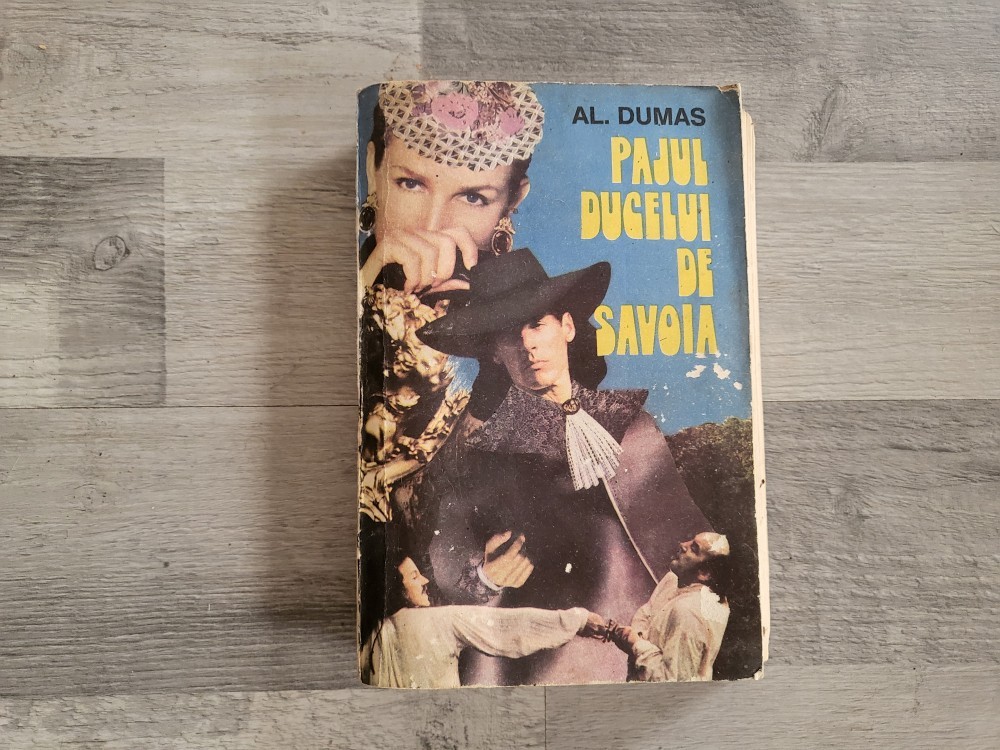 AL. DUMAS
PAJUL
DUCELUI
DE
SAVOIA